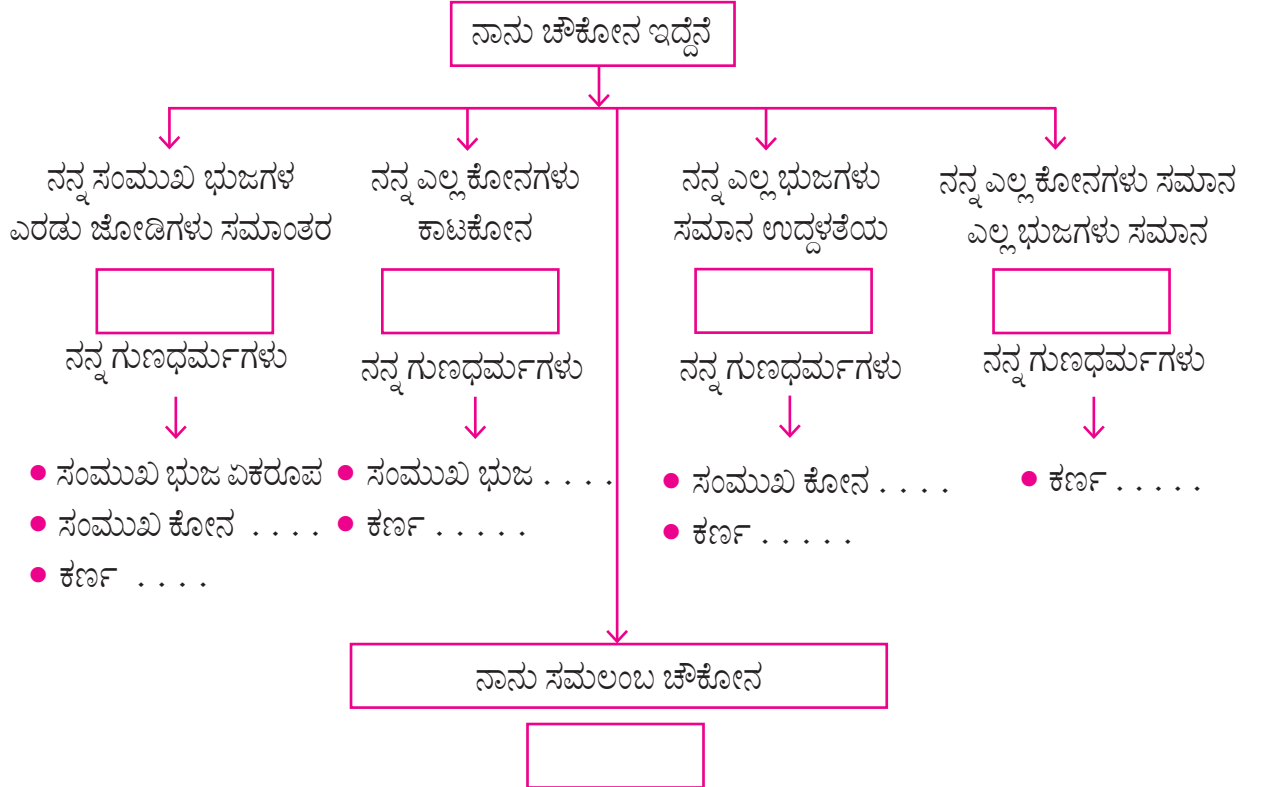 ನಾನು ಚೌಕೋನ ಇದ್ದೆನೆ
ನನ್ನ ಸಂಮುಖ ಭುಜಗಳ
ಎರಡು ಜೋಡಿಗಳು ಸಮಾಂತರ
ನನ್ನ ಗುಣಧರ್ಮಗಳು
● ಸಂಮುಖ ಭುಜ ಏಕರೂಪ
● ಸಂಮುಖ ಕೋನ . . . .
● ಕರ್ಣ . . . .
ನನ್ನ ಎಲ್ಲ ಕೋನಗಳು
ಕಾಟಕೋನ
ನನ್ನ ಗುಣಧರ್ಮಗಳು
● ಸಂಮುಖ ಭುಜ . . . .
● ಕರ್ಣ . . . . .
ನನ್ನ ಎಲ್ಲ ಭುಜಗಳು
ಸಮಾನ ಉದ್ದಳತೆಯ
ನನ್ನ ಗುಣಧರ್ಮಗಳು
● ಸಂಮುಖ ಕೋನ . . . .
● ಕರ್ಣ . . . . .
ನನ್ನ ಎಲ್ಲ ಕೋನಗಳು ಸಮಾನ
ಎಲ್ಲ ಭುಜಗಳು ಸಮಾನ
ನನ್ನ ಗುಣಧರ್ಮಗಳು
● ಕರ್ಣ . . . . .
ನಾನು ಸಮಲಂಬ ಚೌಕೋನ